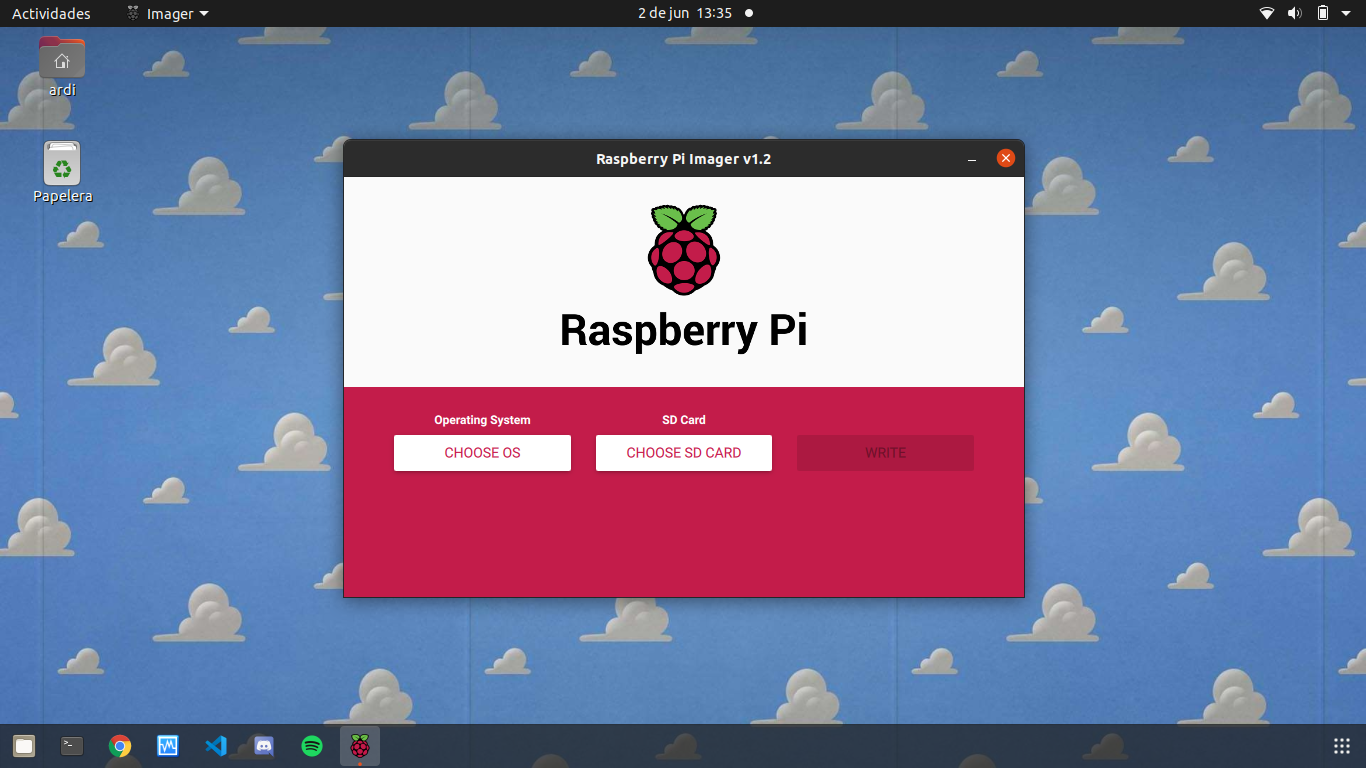 Actividades
Imager
2 de jun 13:35
ardi
Papelera
Raspberry Pi Imager v1.2
Raspberry Pi
Operating System
SD Card
CHOOSE OS
CHOOSE SD CARD
WRITE